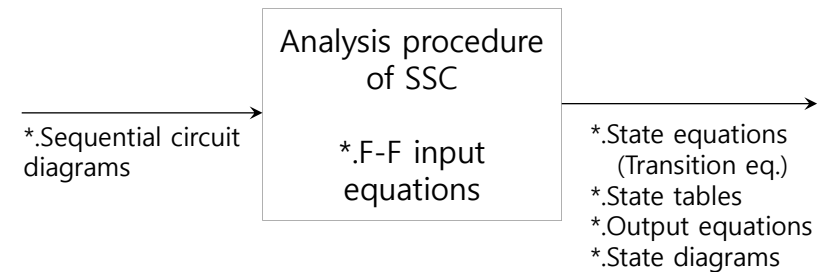 *.Sequential circuit
diagrams
Analysis procedure
of SSC
*.F-F input
equations
*.State equations
(Transition eq.)
*.State tables
*.Output equations
*.State diagrams